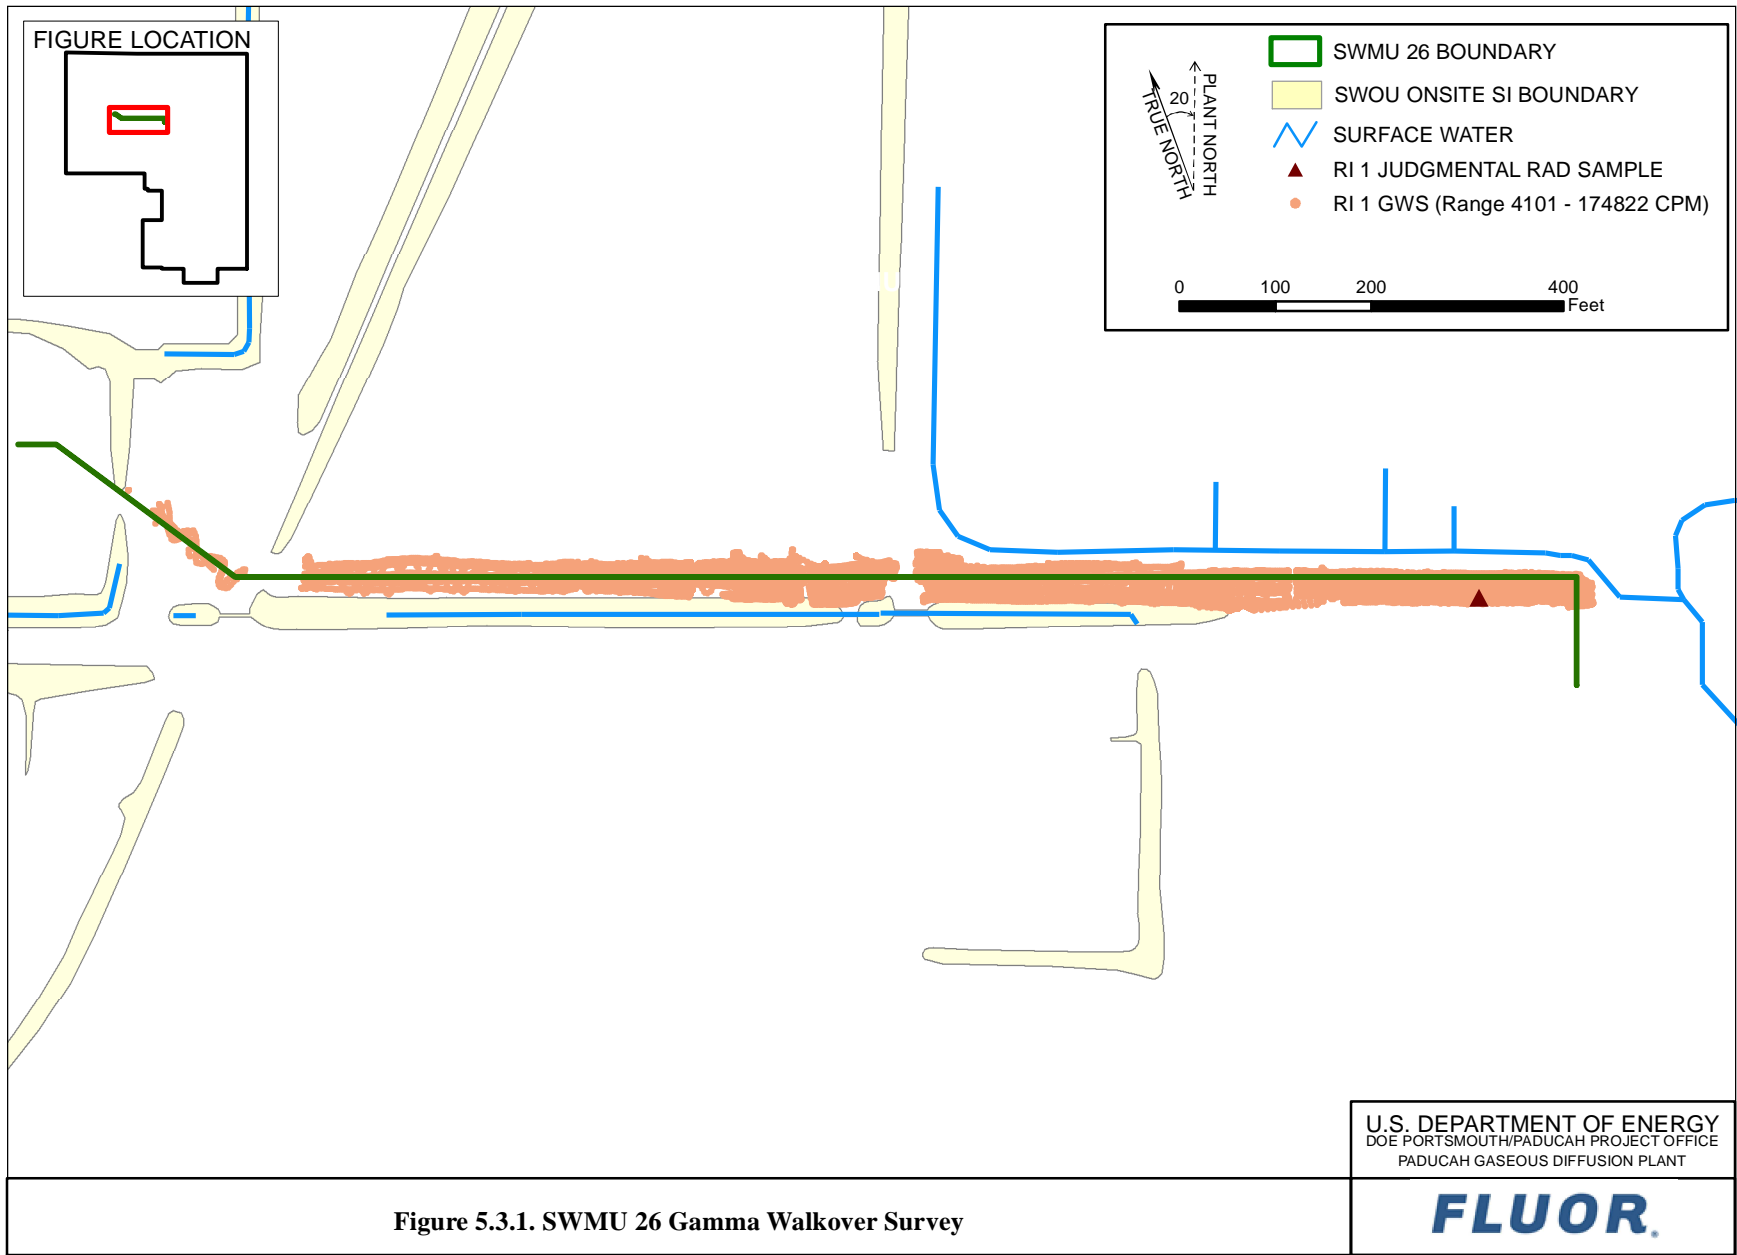 FIGURE LOCATION
TRUE NORTH
20
PLANT NORTH
SWMU 26 BOUNDARY
SWOU ONSITE SI BOUNDARY
SURFACE WATER
RI 1 JUDGMENTAL RAD SAMPLE
RI 1 GWS (Range 4101 - 174822 CPM)
0 100 200 400
Feet
U
U.S. DEPARTMENT OF ENERGY
DOE PORTSMOUTH/PADUCAH PROJECT OFFICE
PADUCAH GASEOUS DIFFUSION PLANT
Figure 5.3.1. SWMU 26 Gamma Walkover Survey
FLUOR®